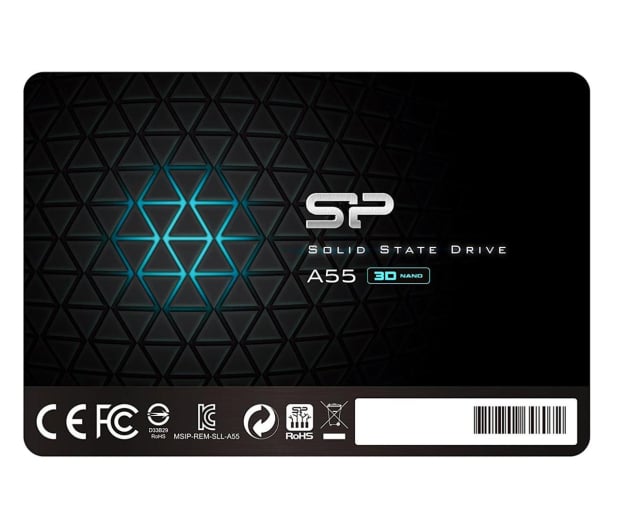 SP
SOLID STATE DRIVE
A55 3D NAND
CE FC D33B29 RoHS MSIP-REM-SLL-A55 SP RoHS